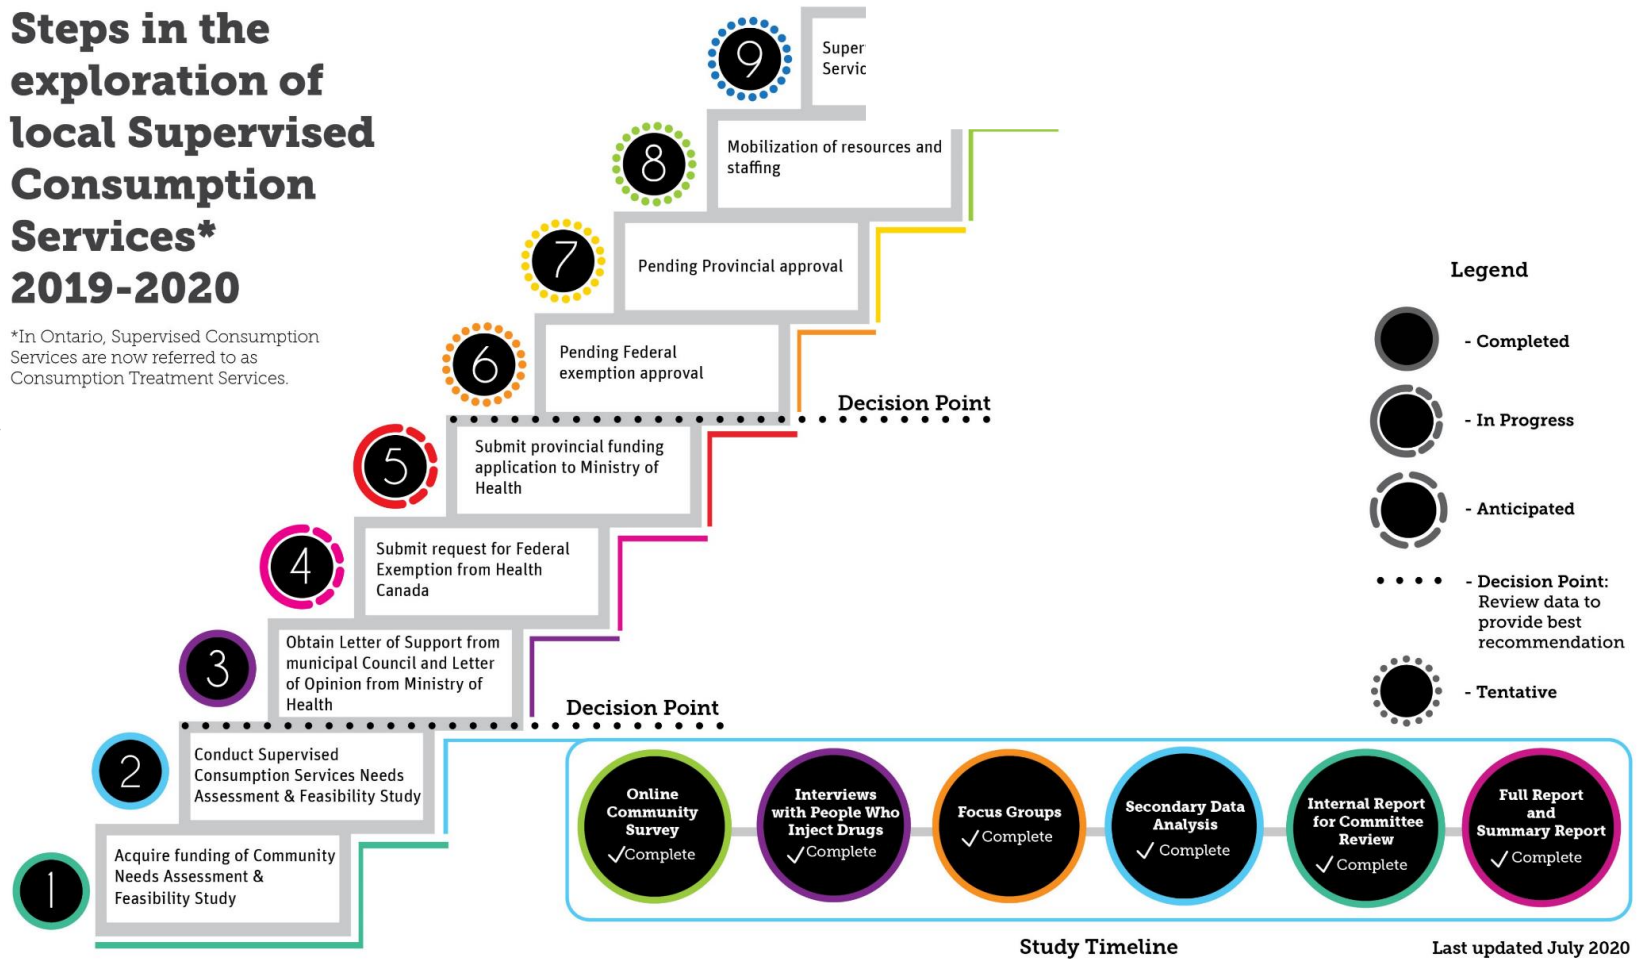 Steps in the
exploration of
local Supervised
Consumption
Services*
2019-2020
*In Ontario, Supervised Consumption
Services are now referred to as
Consumption Treatment Services.
9
8
Mobilization of resources and
staffing
7
Pending Provincial approval
6
Pending Federal
exemption approval
Decision Point
5
Submit provincial funding
application to Ministry of
Health
4
Submit request for Federal
Exemption from Health
Canada
3
Obtain Letter of Support from
municipal Council and Letter
of Opinion from Ministry of
Health
Decision Point
2
Conduct Supervised
Consumption Services Needs
Assessment & Feasibility Study
1
Acquire funding of Community
Needs Assessment &
Feasibility Study
Legend
- Completed
- In Progress
- Anticipated
- Decision Point:
Review data to
provide best
recommendation
- Tentative
Online
Community
Survey
✓Complete
Interviews
with People Who
Inject Drugs
✓Complete
Focus Groups
✓Complete
Secondary Data
Analysis
✓ Complete
Internal Report
for Committee
Review
✓ Complete
Full Report
and
Summary Report
✓ Complete
Study Timeline
Last updated July 2020